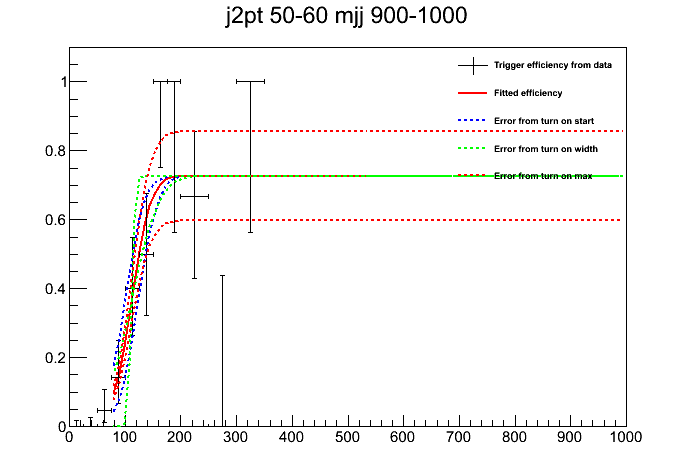 j2pt 50-60 mjj 900-1000
Trigger efficiency from data
Fitted efficiency
Error from turn on start
Error from turn on width
Error from turn on max
1
0.8
0.6
0.4
0.2
0
0 100 200 300 400 500 600 700 800 900 1000